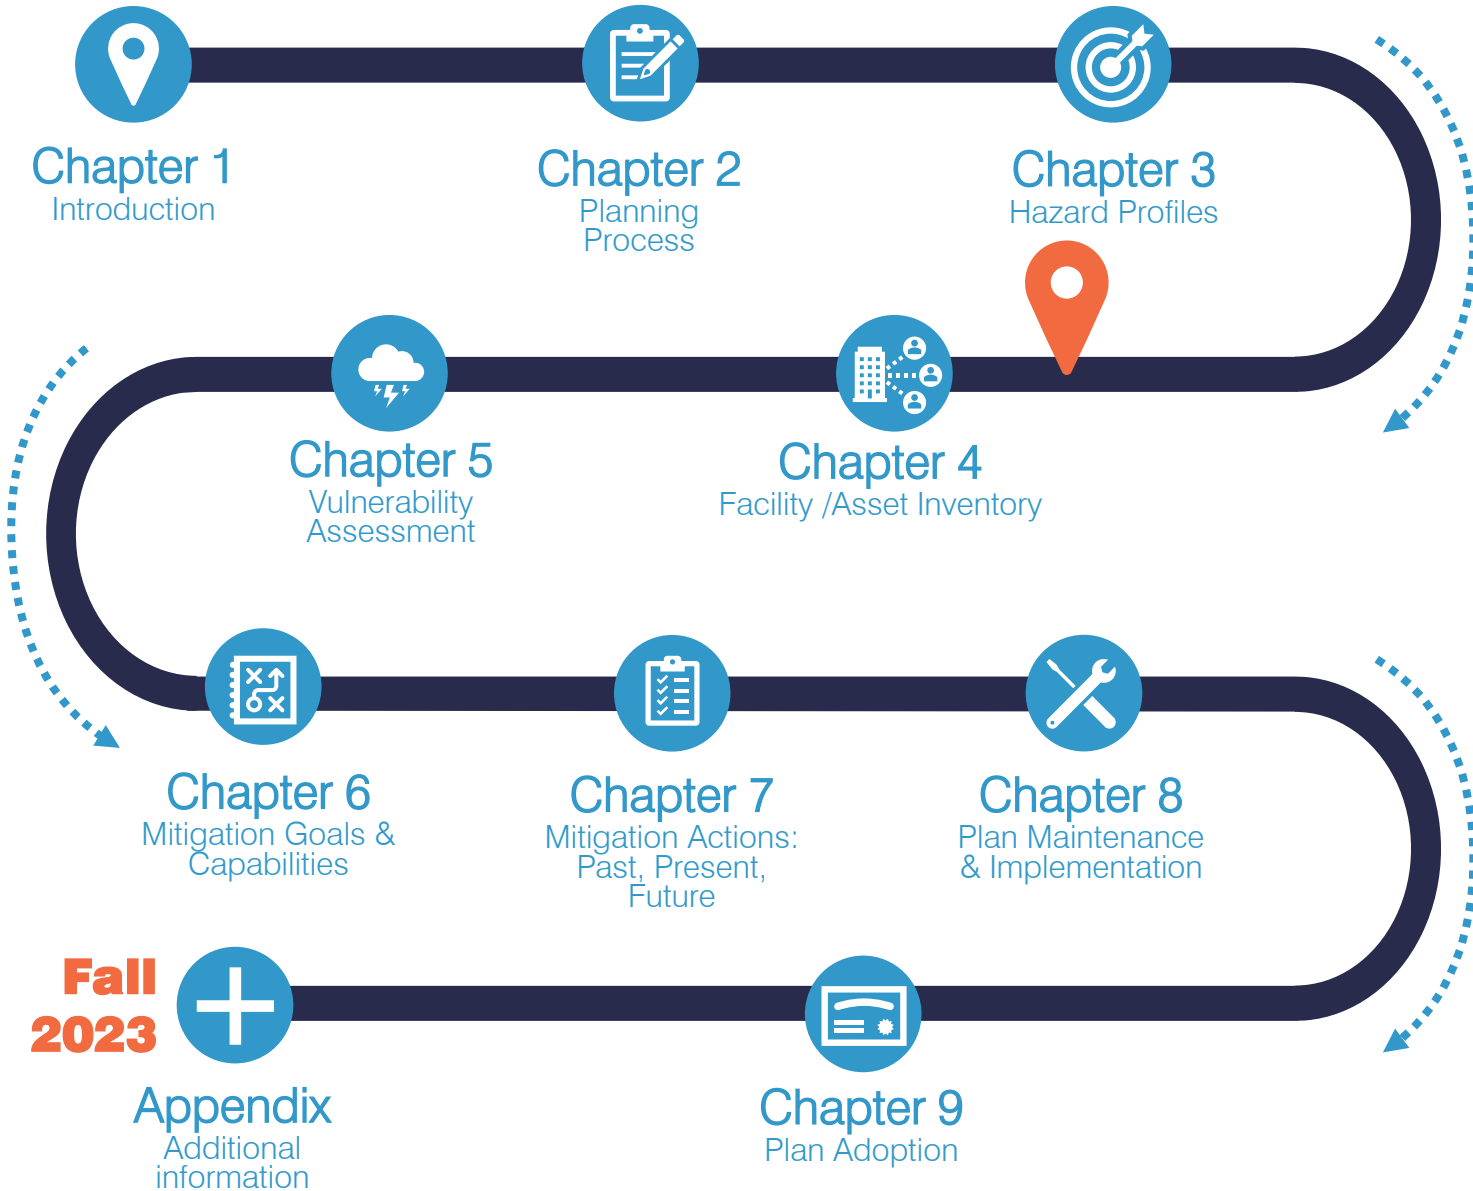 Chapter 1
Introduction
Chapter 2
Planning
Process
Chapter 3
Hazard Profiles
Chapter 4
Facility /Asset Inventory
Chapter 5
Vulnerability
Assessment
Chapter 6
Mitigation Goals &
Capabilities
Chapter 7
Mitigation Actions:
Past, Present,
Future
Chapter 8
Plan Maintenance
& Implementation
Chapter 9
Plan Adoption
Appendix
Additional
information
Fall
2023